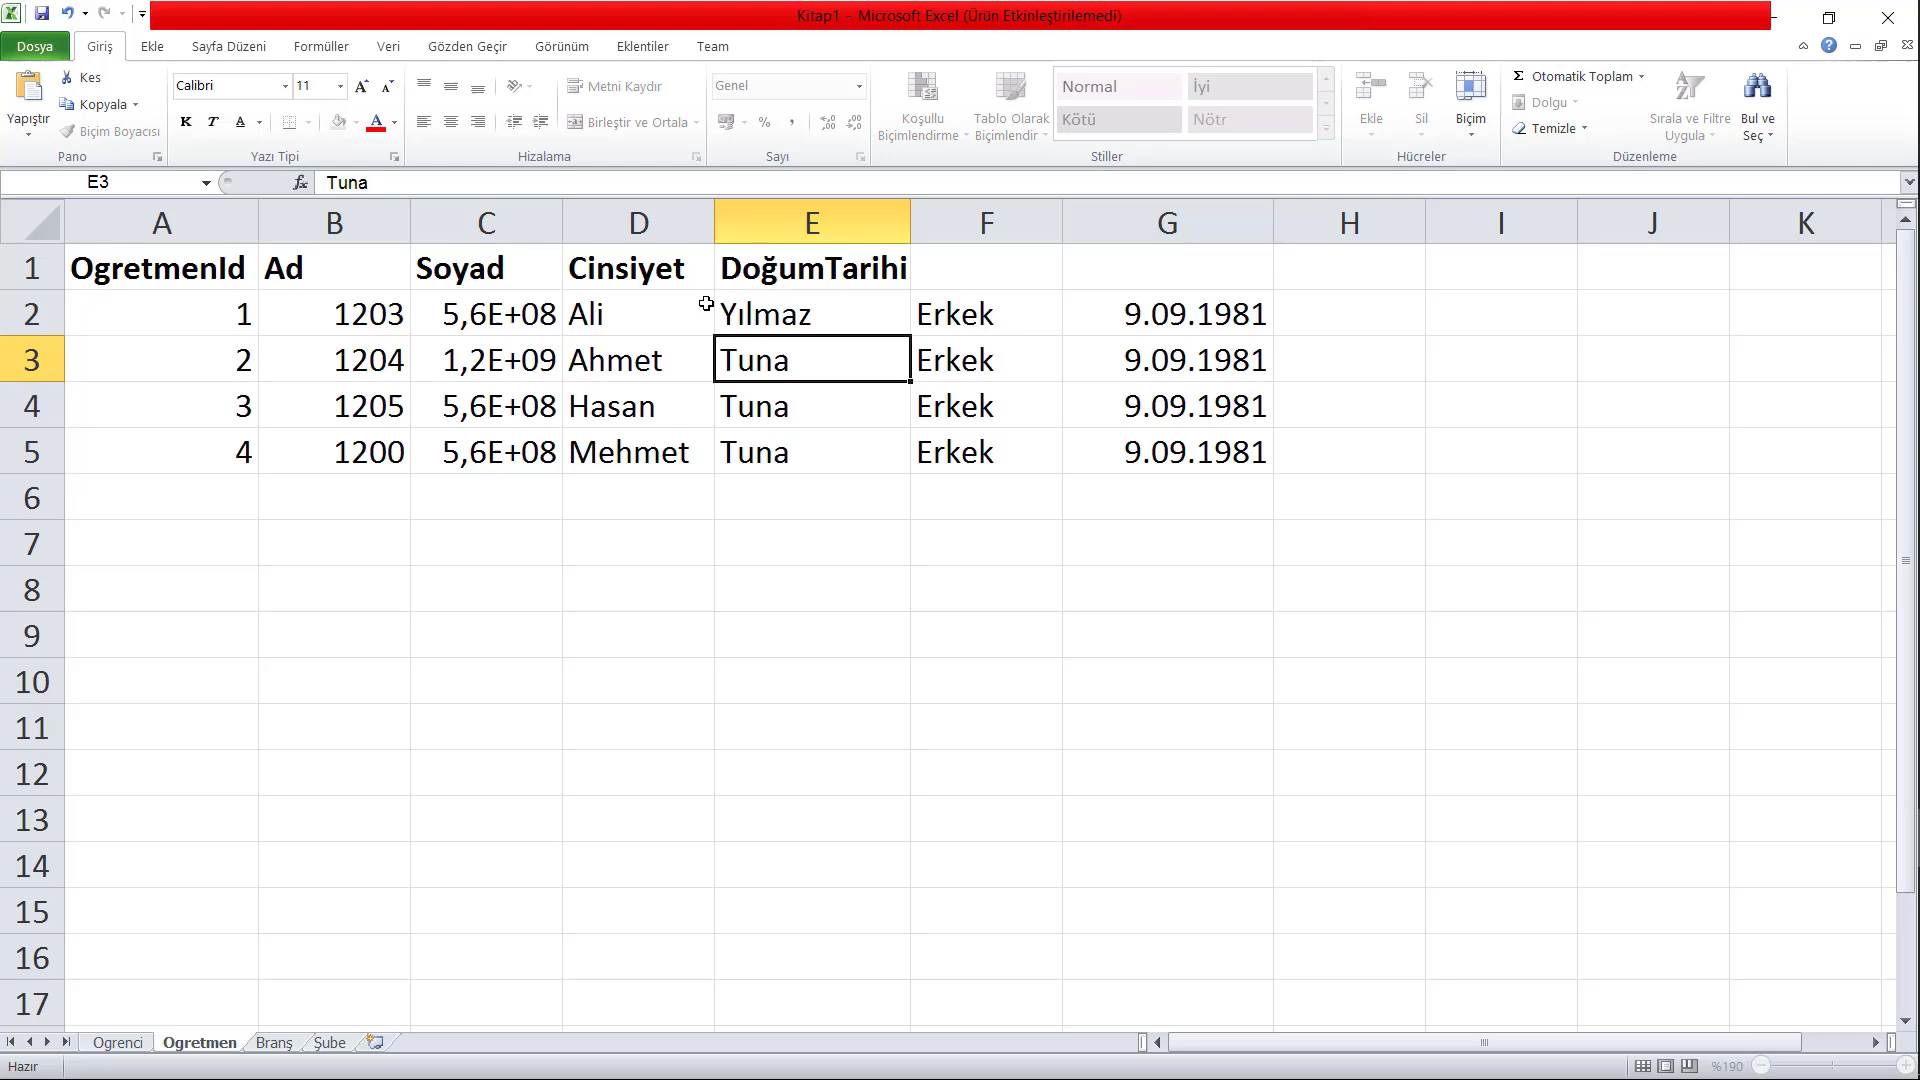 Kitap1 - Microsoft Excel (Ürün Etkinleştirilemedi)
Dosya Giriş Ekle Sayfa Düzeni Formüller Veri Gözden Geçir Görünüm Eklentiler Team
Yapıştır
Kes
Kopyala
Biçim Boyacısı
Pano
Calibri 11
K T A A
Yazı Tipi
Metni Kaydır
Birleştir ve Ortala
Hizalama
Genel
%
Sayı
Koşullu Biçimlendirme
Tablo Olarak Biçimlendir
Normal İyi
Kötü Nötr
Stiller
Ekle Sil Biçim
Hücreler
Σ Otomatik Toplam
Dolgu
Temizle
Sırala ve Filtre Uygula
Bul ve Seç
Düzenleme
E3 fx Tuna
A B C D E F G H I J K
1 OgretmenId Ad Soyad Cinsiyet DoğumTarihi
2 1 1203 5,6E+08 Ali Yılmaz Erkek 9.09.1981
3 2 1204 1,2E+09 Ahmet Tuna Erkek 9.09.1981
4 3 1205 5,6E+08 Hasan Tuna Erkek 9.09.1981
5 4 1200 5,6E+08 Mehmet Tuna Erkek 9.09.1981
6
7
8
9
10
11
12
13
14
15
16
17
Ogrenci Ogretmen Branş Şube
Hazır %190